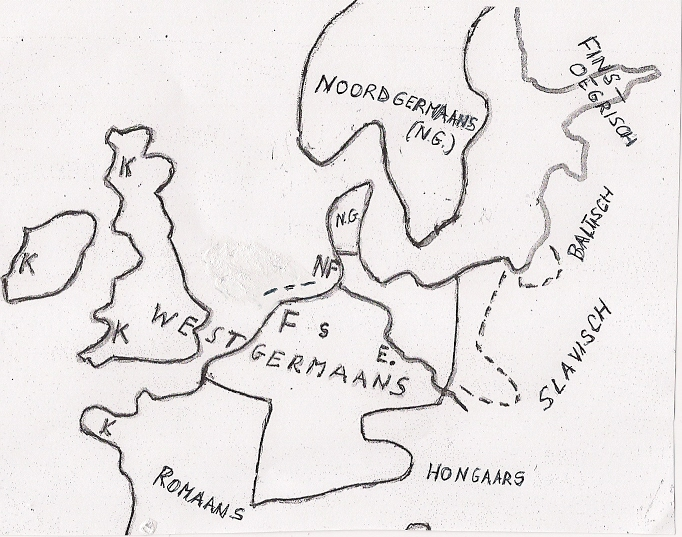 NOORDGERMAANS
(N.G.)
FINS-
OEGRISCH
K
N.G.
BALTISCH
K
NF
K
WEST
F
S
E.
GERMAANS
SLAVISCH
K
ROMAANS
HONGAARS